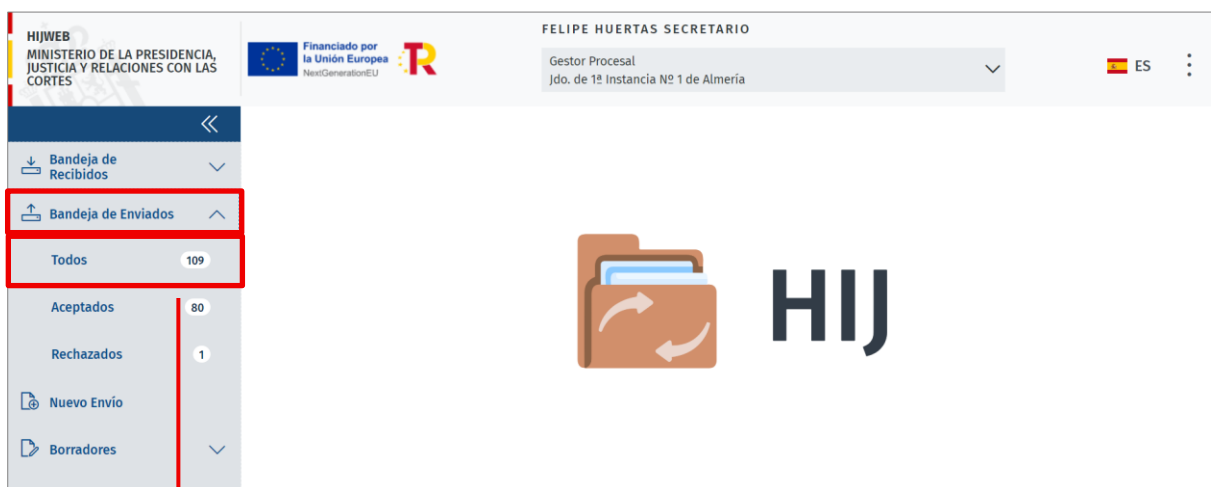 HIJWEB
MINISTERIO DE LA PRESIDENCIA,
JUSTICIA Y RELACIONES CON LAS
CORTES
Financiado por
la Unión Europea
NextGenerationEU
R
FELIPE HUERTAS SECRETARIO
Gestor Procesal
Jdo. de 1ª Instancia Nº 1 de Almería
ES
Bandeja de
Recibidos
Bandeja de Enviados
Todos 109
Aceptados 80
Rechazados 1
Nuevo Envío
Borradores
HIJ